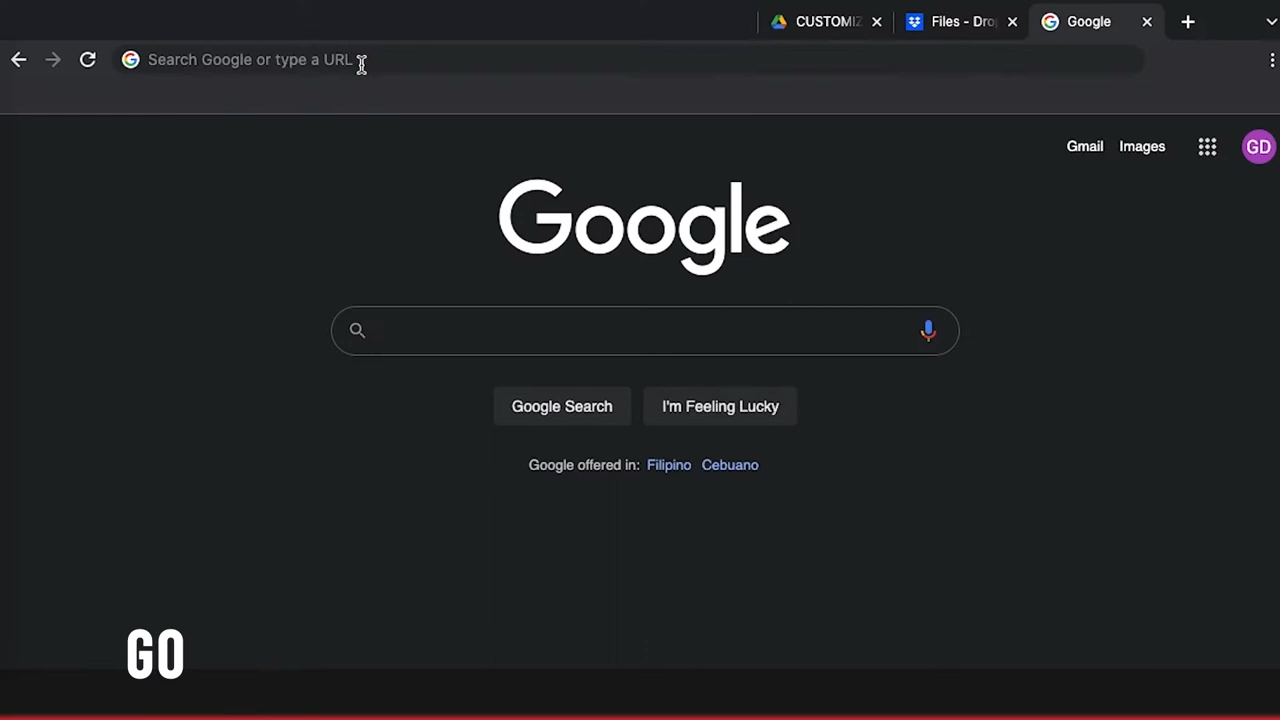 CUSTOMIZ
Files - Drop
Google
Search Google or type a URL
Gmail
Images
GD
Google
Google Search
I'm Feeling Lucky
Google offered in: Filipino Cebuano
GO